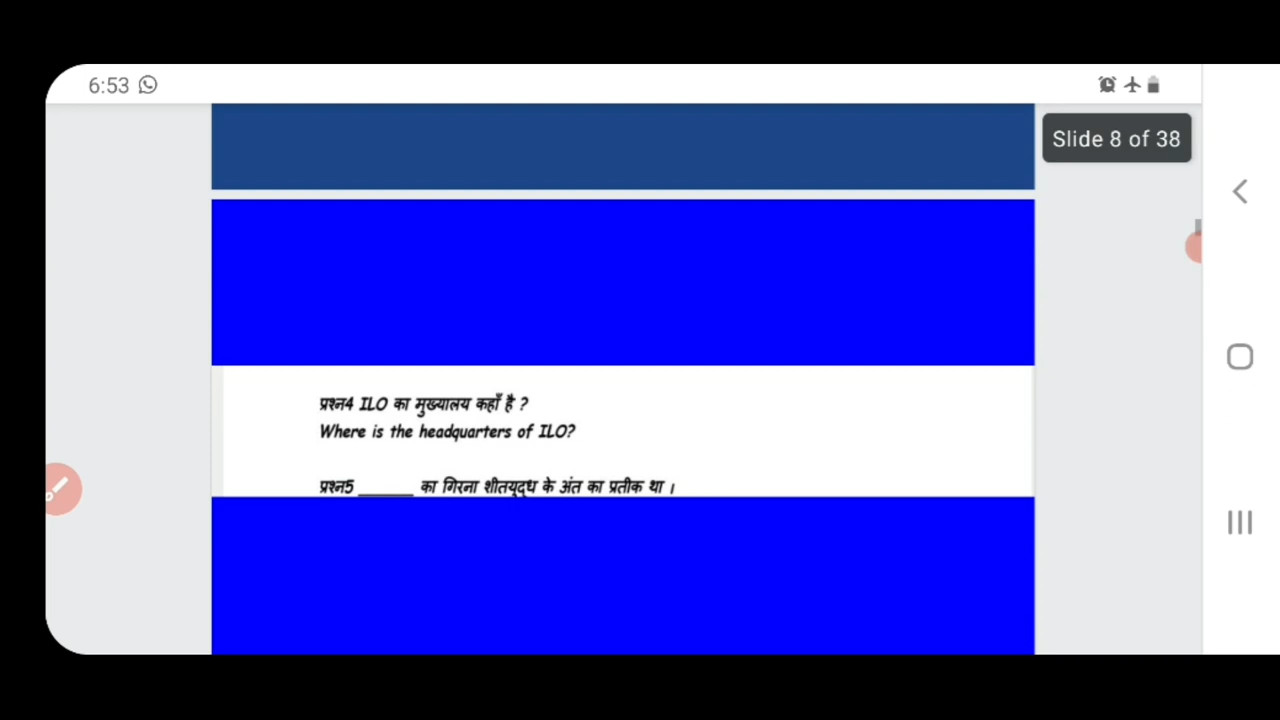 6:53
Slide 8 of 38
प्रश्न4 ILO का मुख्यालय कहाँ है ?
Where is the headquarters of ILO?
प्रश्न5 ______ का गिरना शीतयुद्ध के अंत का प्रतीक था ।